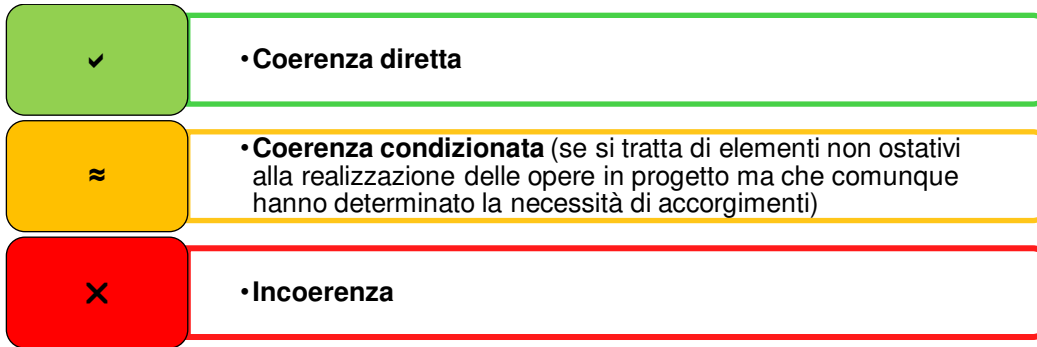 ✓
•Coerenza diretta
≈
•Coerenza condizionata (se si tratta di elementi non ostativi
alla realizzazione delle opere in progetto ma che comunque
hanno determinato la necessità di accorgimenti)
✕
•Incoerenza